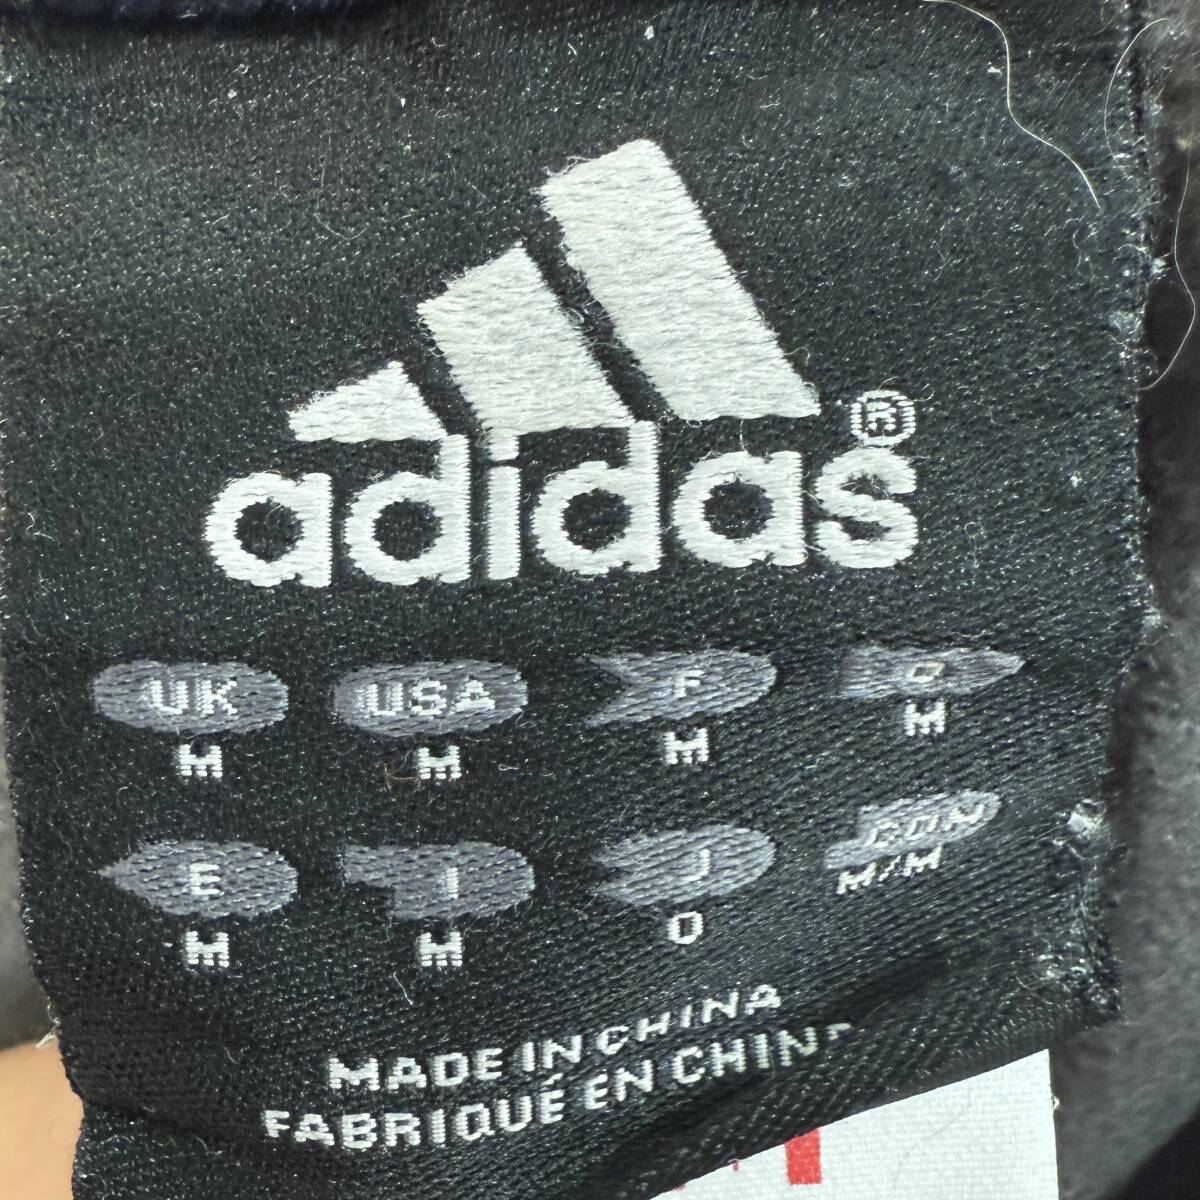 adidas®
UK USA F D
M M M M
E I J CDN
M M O M/M
MADE IN CHINA
FABRIQUÉ EN CHINE